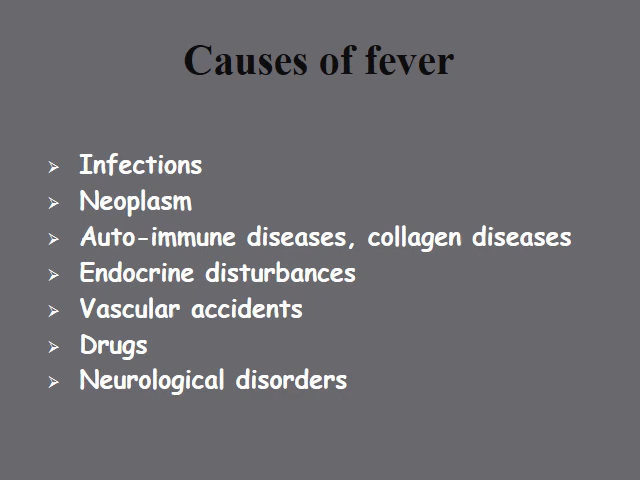 Causes of fever
➢ Infections
➢ Neoplasm
➢ Auto-immune diseases, collagen diseases
➢ Endocrine disturbances
➢ Vascular accidents
➢ Drugs
➢ Neurological disorders